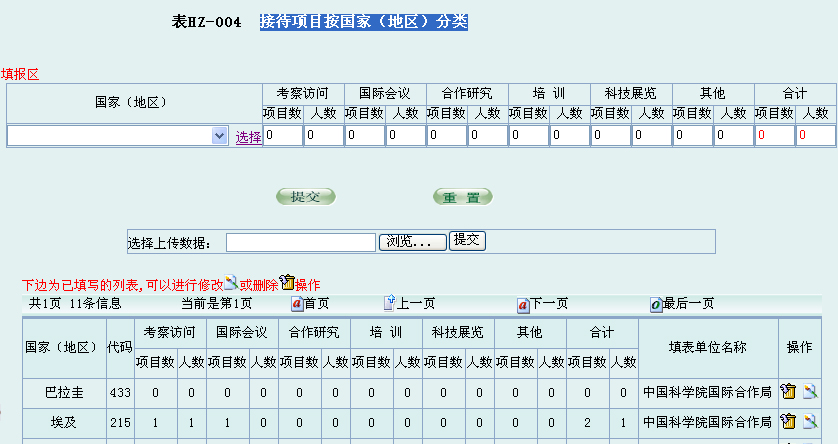 表HZ-004 接待项目按国家（地区）分类
填报区
国家（地区） 考察访问 国际会议 合作研究 培 训 科技展览 其他 合计
项目数 人数 项目数 人数 项目数 人数 项目数 人数 项目数 人数 项目数 人数 项目数 人数
选择 0 0 0 0 0 0 0 0 0 0 0 0 0 0
提交 重 置
选择上传数据： 浏览... 提交
下边为已填写的列表,可以进行修改或删除操作
共1页 11条信息 当前是第1页 首页 上一页 下一页 最后一页
国家（地区） 代码 考察访问 国际会议 合作研究 培 训 科技展览 其他 合计 填表单位名称 操作
项目数 人数 项目数 人数 项目数 人数 项目数 人数 项目数 人数 项目数 人数 项目数 人数
巴拉圭 433 0 0 0 0 0 0 0 0 0 0 0 0 0 0 中国科学院国际合作局
埃及 215 1 1 1 0 0 0 0 0 0 0 0 0 2 1 中国科学院国际合作局